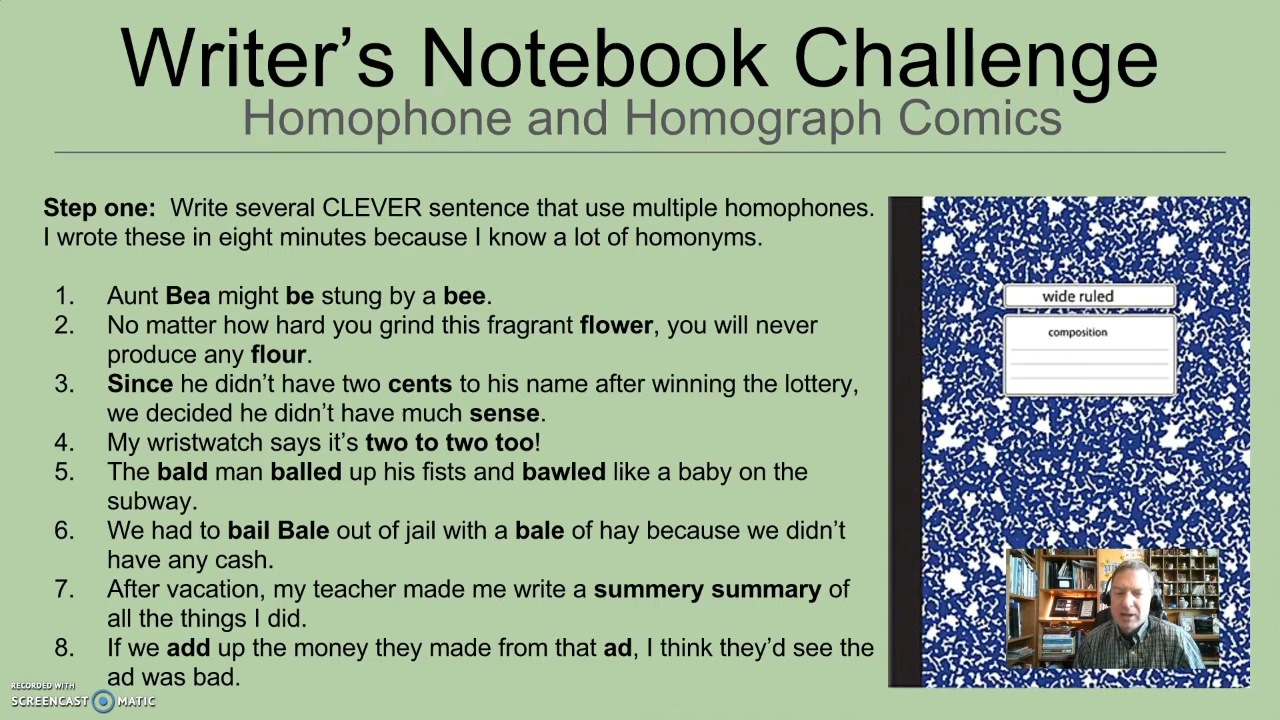 Writer’s Notebook Challenge
Homophone and Homograph Comics
Step one: Write several CLEVER sentence that use multiple homophones.
I wrote these in eight minutes because I know a lot of homonyms.
1. Aunt Bea might be stung by a bee.
2. No matter how hard you grind this fragrant flower, you will never
produce any flour.
3. Since he didn’t have two cents to his name after winning the lottery,
we decided he didn’t have much sense.
4. My wristwatch says it’s two to two too!
5. The bald man balled up his fists and bawled like a baby on the
subway.
6. We had to bail Bale out of jail with a bale of hay because we didn’t
have any cash.
7. After vacation, my teacher made me write a summery summary of
all the things I did.
8. If we add up the money they made from that ad, I think they’d see the
ad was bad.
wide ruled
composition
RECORDED WITH
SCREENCAST MATIC